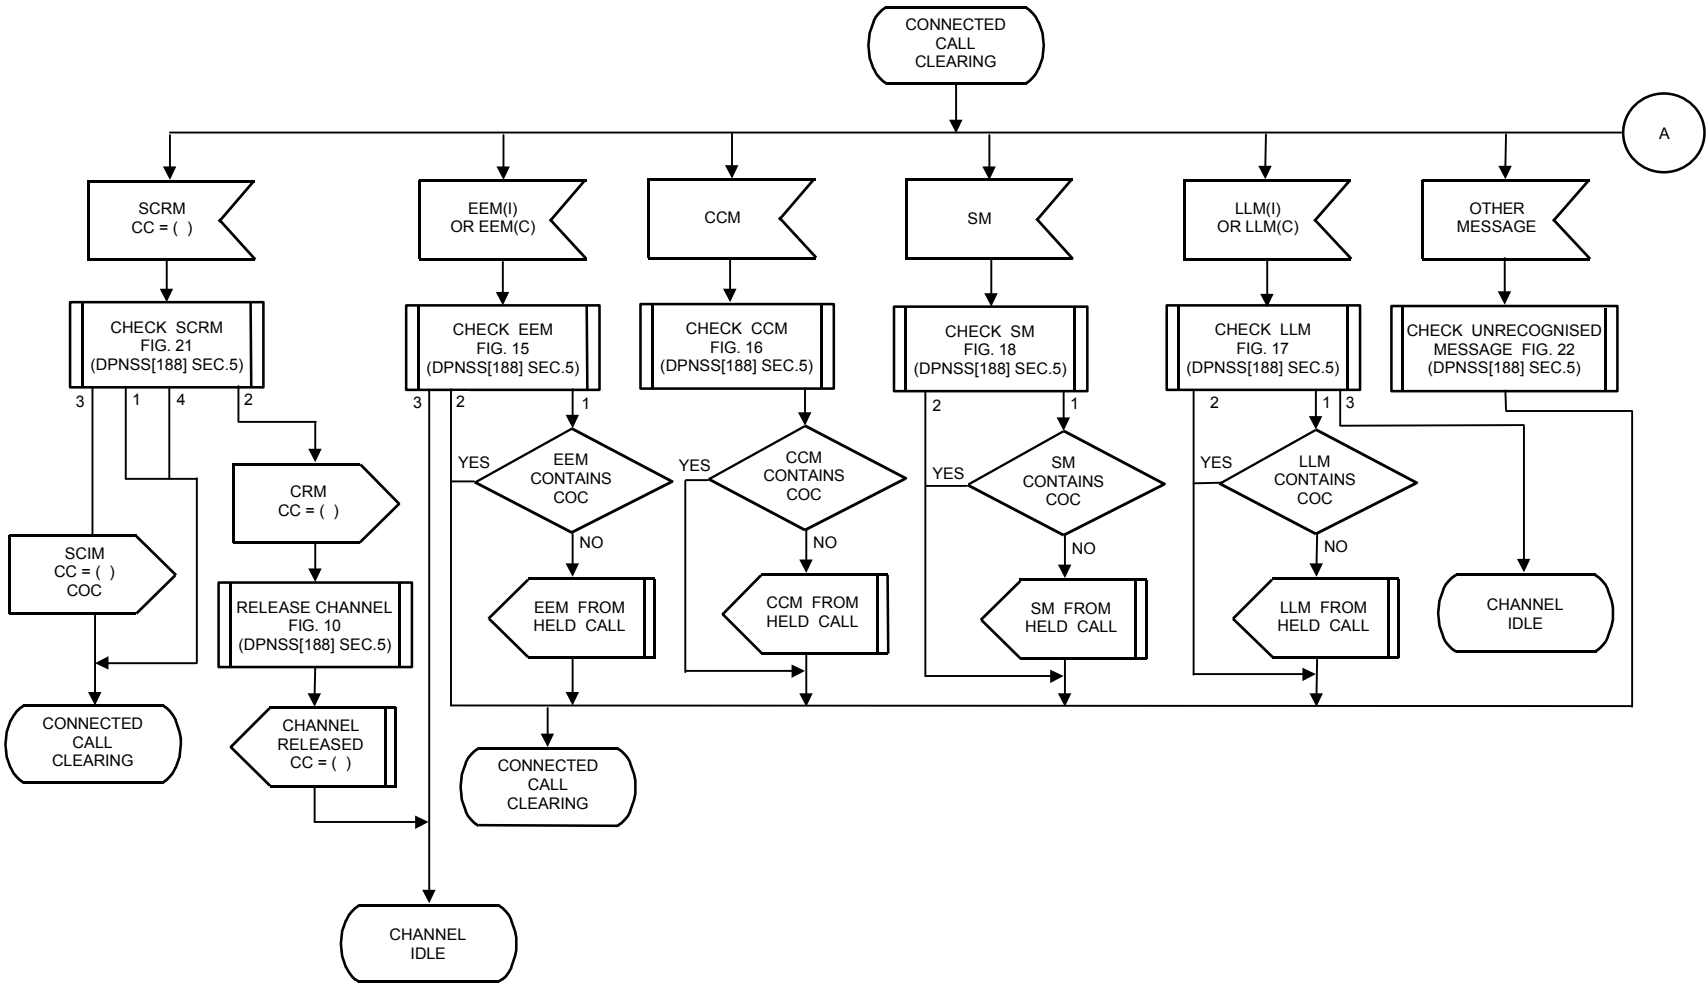 CONNECTED
CALL
CLEARING
A
SCRM
CC = ( )
EEM(I)
OR EEM(C)
CCM
SM
LLM(I)
OR LLM(C)
OTHER
MESSAGE
CHECK SCRM
FIG. 21
(DPNSS[188] SEC.5)
CHECK EEM
FIG. 15
(DPNSS[188] SEC.5)
CHECK CCM
FIG. 16
(DPNSS[188] SEC.5)
CHECK SM
FIG. 18
(DPNSS[188] SEC.5)
CHECK LLM
FIG. 17
(DPNSS[188] SEC.5)
CHECK UNRECOGNISED
MESSAGE FIG. 22
(DPNSS[188] SEC.5)
3
1
4
2
3
2
1
2
1
2
1
3
YES
EEM
CONTAINS
COC
NO
YES
CCM
CONTAINS
COC
NO
YES
SM
CONTAINS
COC
NO
YES
LLM
CONTAINS
COC
NO
CRM
CC = ( )
SCIM
CC = ( )
COC
RELEASE CHANNEL
FIG. 10
(DPNSS[188] SEC.5)
EEM FROM
HELD CALL
CCM FROM
HELD CALL
SM FROM
HELD CALL
LLM FROM
HELD CALL
CHANNEL
IDLE
CONNECTED
CALL
CLEARING
CHANNEL
RELEASED
CC = ( )
CONNECTED
CALL
CLEARING
CHANNEL
IDLE